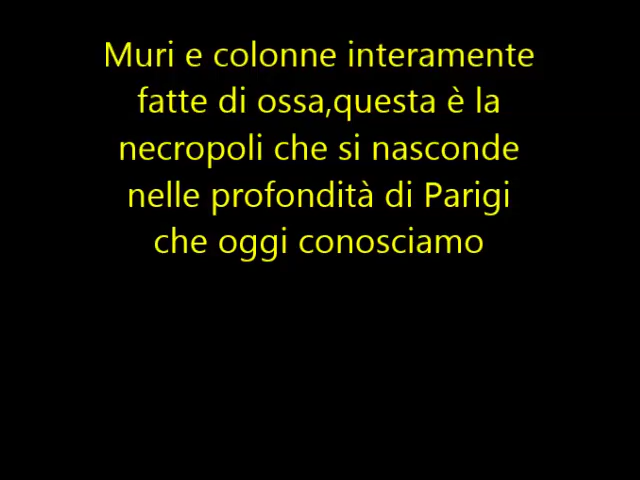 Muri e colonne interamente
fatte di ossa,questa è la
necropoli che si nasconde
nelle profondità di Parigi
che oggi conosciamo